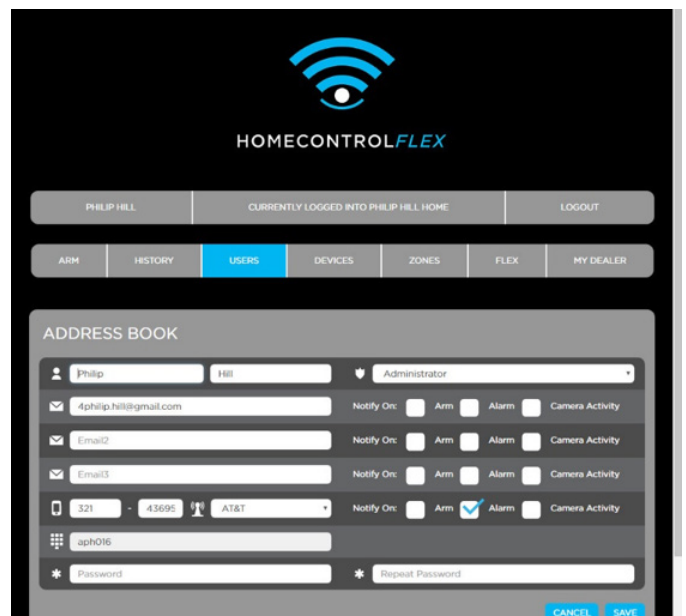 HOMECONTROLFLEX
PHILIP HILL CURRENTLY LOGGED INTO PHILIP HILL HOME LOGOUT
ARM HISTORY USERS DEVICES ZONES FLEX MY DEALER
ADDRESS BOOK
Philip Hill Administrator
4philip.hill@gmail.com Notify On: Arm Alarm Camera Activity
Email2 Notify On: Arm Alarm Camera Activity
Email3 Notify On: Arm Alarm Camera Activity
321 - 43695 AT&T Notify On: Arm Alarm Camera Activity
aph016
Password Repeat Password
CANCEL SAVE